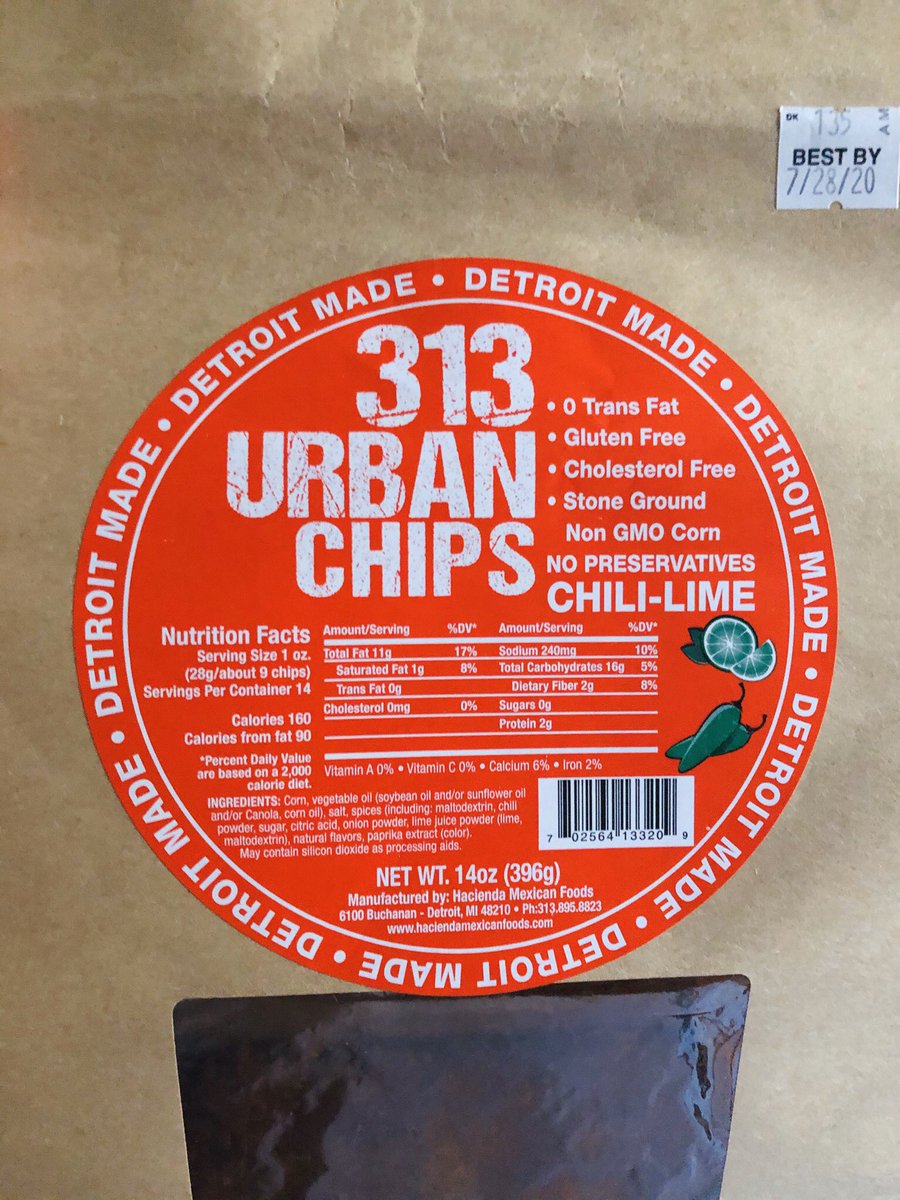 DK 135 AM
BEST BY
7/28/20
DETROIT MADE • DETROIT MADE • DETROIT MADE • DETROIT MADE • DETROIT MADE • DETROIT MADE • DETROIT MADE • DETROIT MADE •
313
URBAN
CHIPS
• 0 Trans Fat
• Gluten Free
• Cholesterol Free
• Stone Ground
Non GMO Corn
NO PRESERVATIVES
CHILI-LIME
Nutrition Facts
Serving Size 1 oz.
(28g/about 9 chips)
Servings Per Container 14
Calories 160
Calories from fat 90
*Percent Daily Value
are based on a 2,000
calorie diet.
Amount/Serving %DV* Amount/Serving %DV*
Total Fat 11g 17% Sodium 240mg 10%
Saturated Fat 1g 8% Total Carbohydrates 16g 5%
Trans Fat 0g Dietary Fiber 2g 8%
Cholesterol 0mg 0% Sugars 0g
Protein 2g
Vitamin A 0% • Vitamin C 0% • Calcium 6% • Iron 2%
INGREDIENTS: Corn, vegetable oil (soybean oil and/or sunflower oil
and/or Canola, corn oil), salt, spices (including: maltodextrin, chili
powder, sugar, citric acid, onion powder, lime juice powder (lime,
maltodextrin), natural flavors, paprika extract (color).
May contain silicon dioxide as processing aids.
7 02564 13320 9
NET WT. 14oz (396g)
Manufactured by: Hacienda Mexican Foods
6100 Buchanan - Detroit, MI 48210 • Ph:313.895.8823
www.haciendamexicanfoods.com